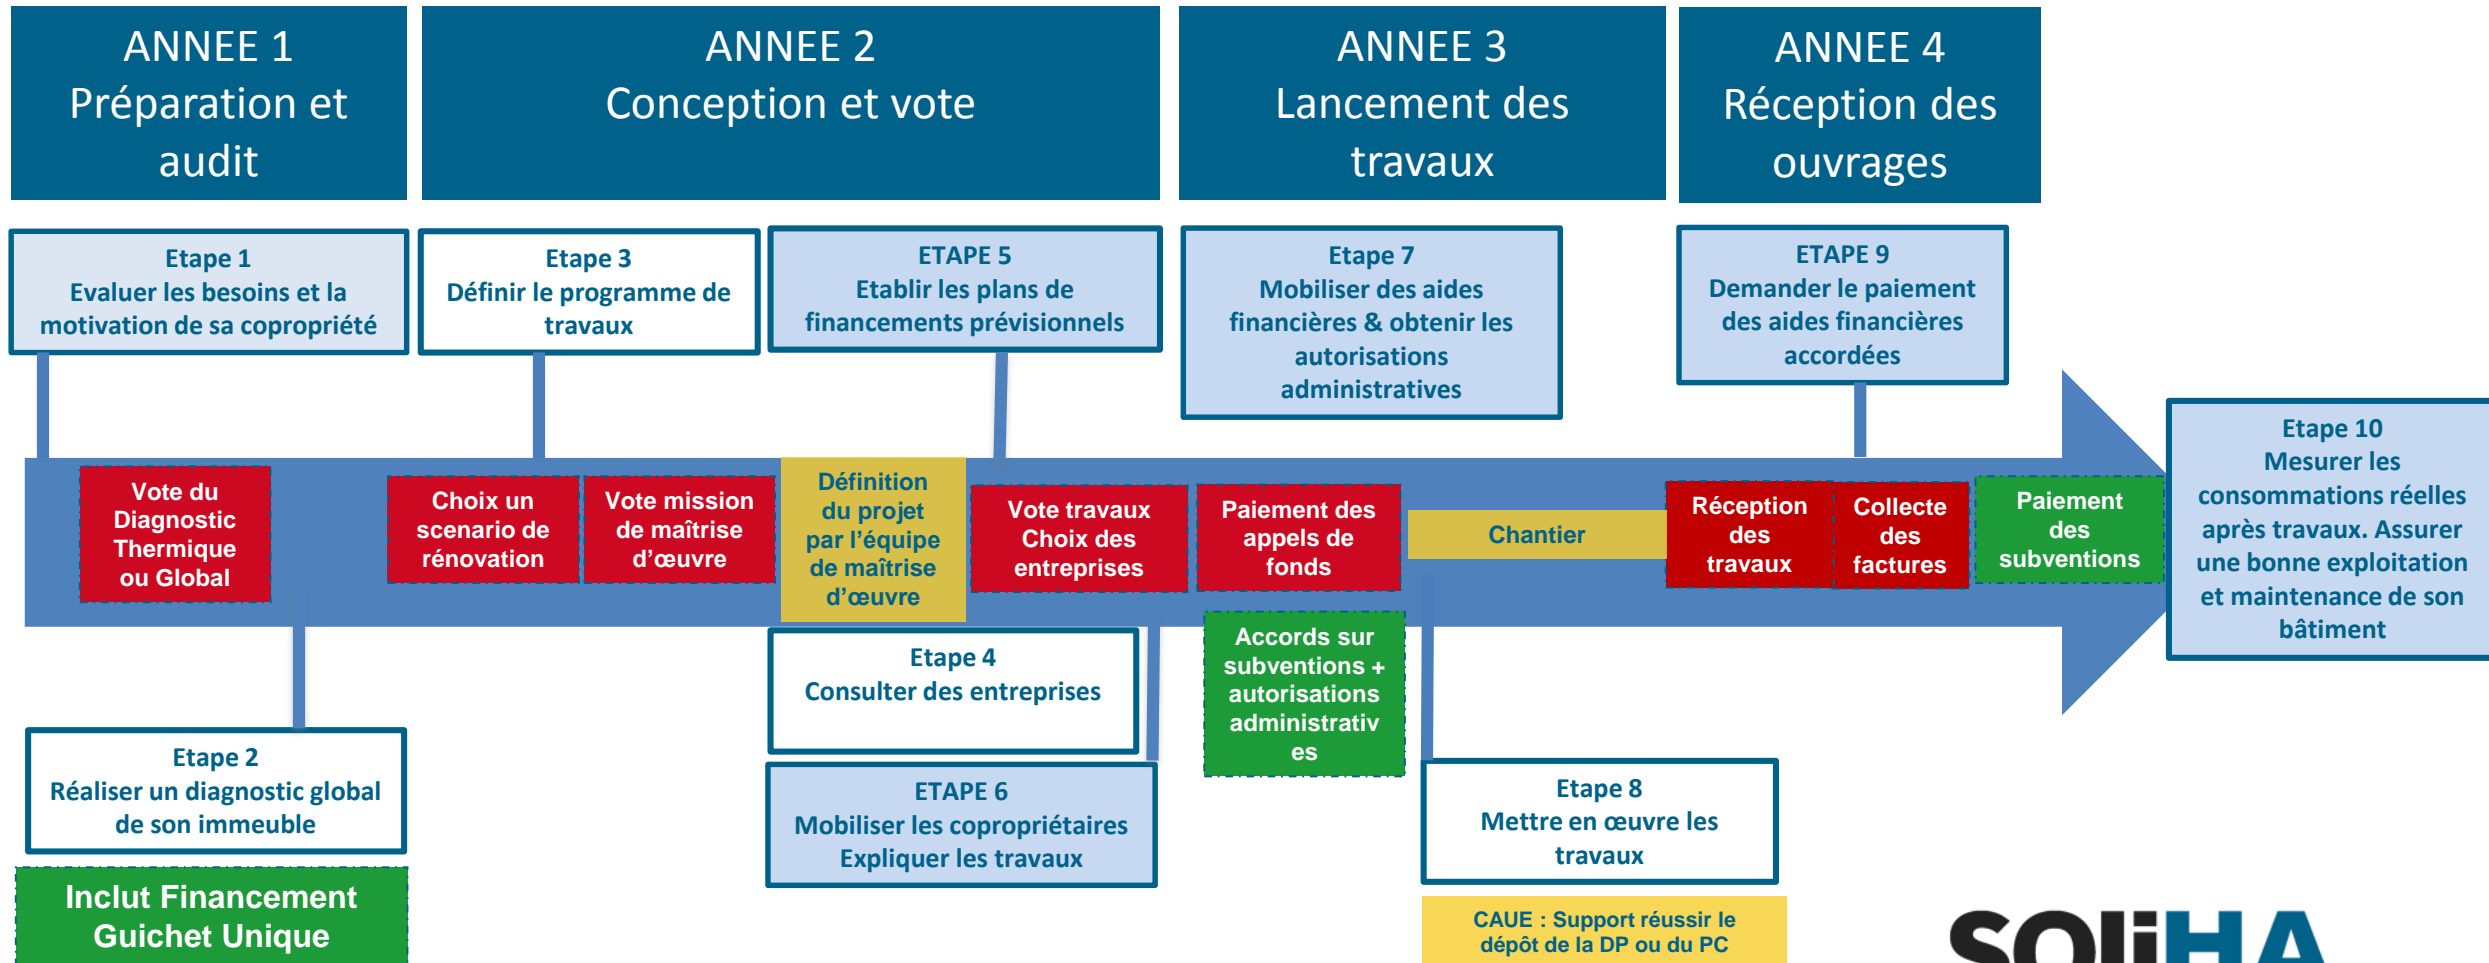 ANNEE 1
Préparation et
audit
ANNEE 2
Conception et vote
ANNEE 3
Lancement des
travaux
ANNEE 4
Réception des
ouvrages
Etape 1
Evaluer les besoins et la
motivation de sa copropriété
Etape 3
Définir le programme de
travaux
ETAPE 5
Etablir les plans de
financements prévisionnels
Etape 7
Mobiliser des aides
financières & obtenir les
autorisations
administratives
ETAPE 9
Demander le paiement
des aides financières
accordées
Vote du
Diagnostic
Thermique
ou Global
Choix un
scenario de
rénovation
Vote mission
de maîtrise
d'œuvre
Définition
du projet
par l'équipe
de maîtrise
d'œuvre
Vote travaux
Choix des
entreprises
Paiement des
appels de
fonds
Chantier
Réception
des
travaux
Collecte
des
factures
Paiement
des
subventions
Etape 10
Mesurer les
consommations réelles
après travaux. Assurer
une bonne exploitation
et maintenance de son
bâtiment
Accords sur
subventions +
autorisations
administrativ
es
Etape 4
Consulter des entreprises
Etape 2
Réaliser un diagnostic global
de son immeuble
ETAPE 6
Mobiliser les copropriétaires
Expliquer les travaux
Etape 8
Mettre en œuvre les
travaux
Inclut Financement
Guichet Unique
CAUE : Support réussir le
dépôt de la DP ou du PC
SOliHA